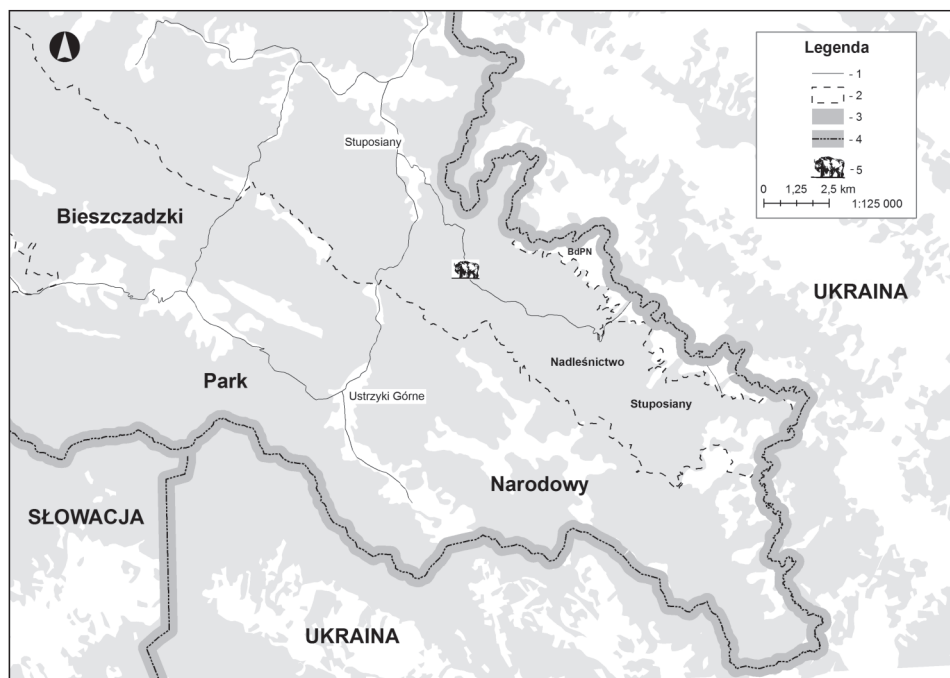 Legenda
- 1
- 2
- 3
- 4
- 5
0 1,25 2,5 km
1:125 000
Stuposiany
Bieszczadzki
BdPN
UKRAINA
Nadleśnictwo
Park
Stuposiany
Ustrzyki Górne
Narodowy
SŁOWACJA
UKRAINA